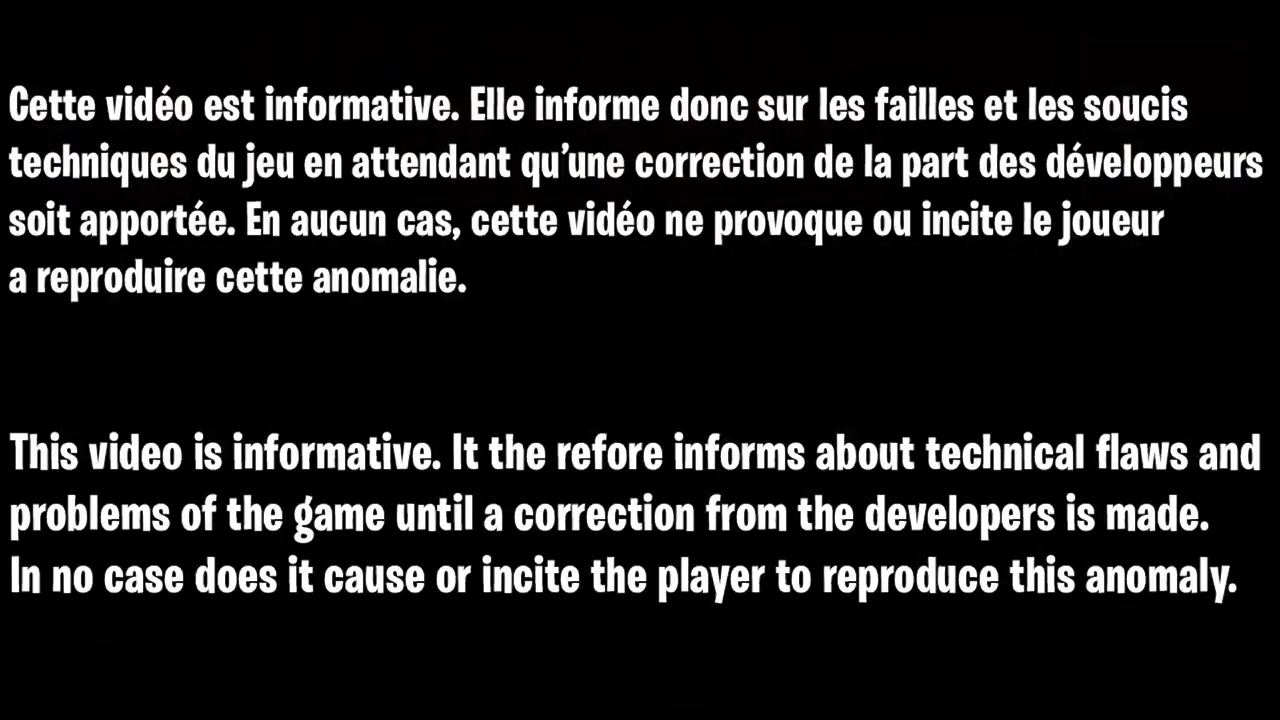 Cette vidéo est informative. Elle informe donc sur les failles et les soucis
techniques du jeu en attendant qu’une correction de la part des développeurs
soit apportée. En aucun cas, cette vidéo ne provoque ou incite le joueur
a reproduire cette anomalie.
This video is informative. It the refore informs about technical flaws and
problems of the game until a correction from the developers is made.
In no case does it cause or incite the player to reproduce this anomaly.